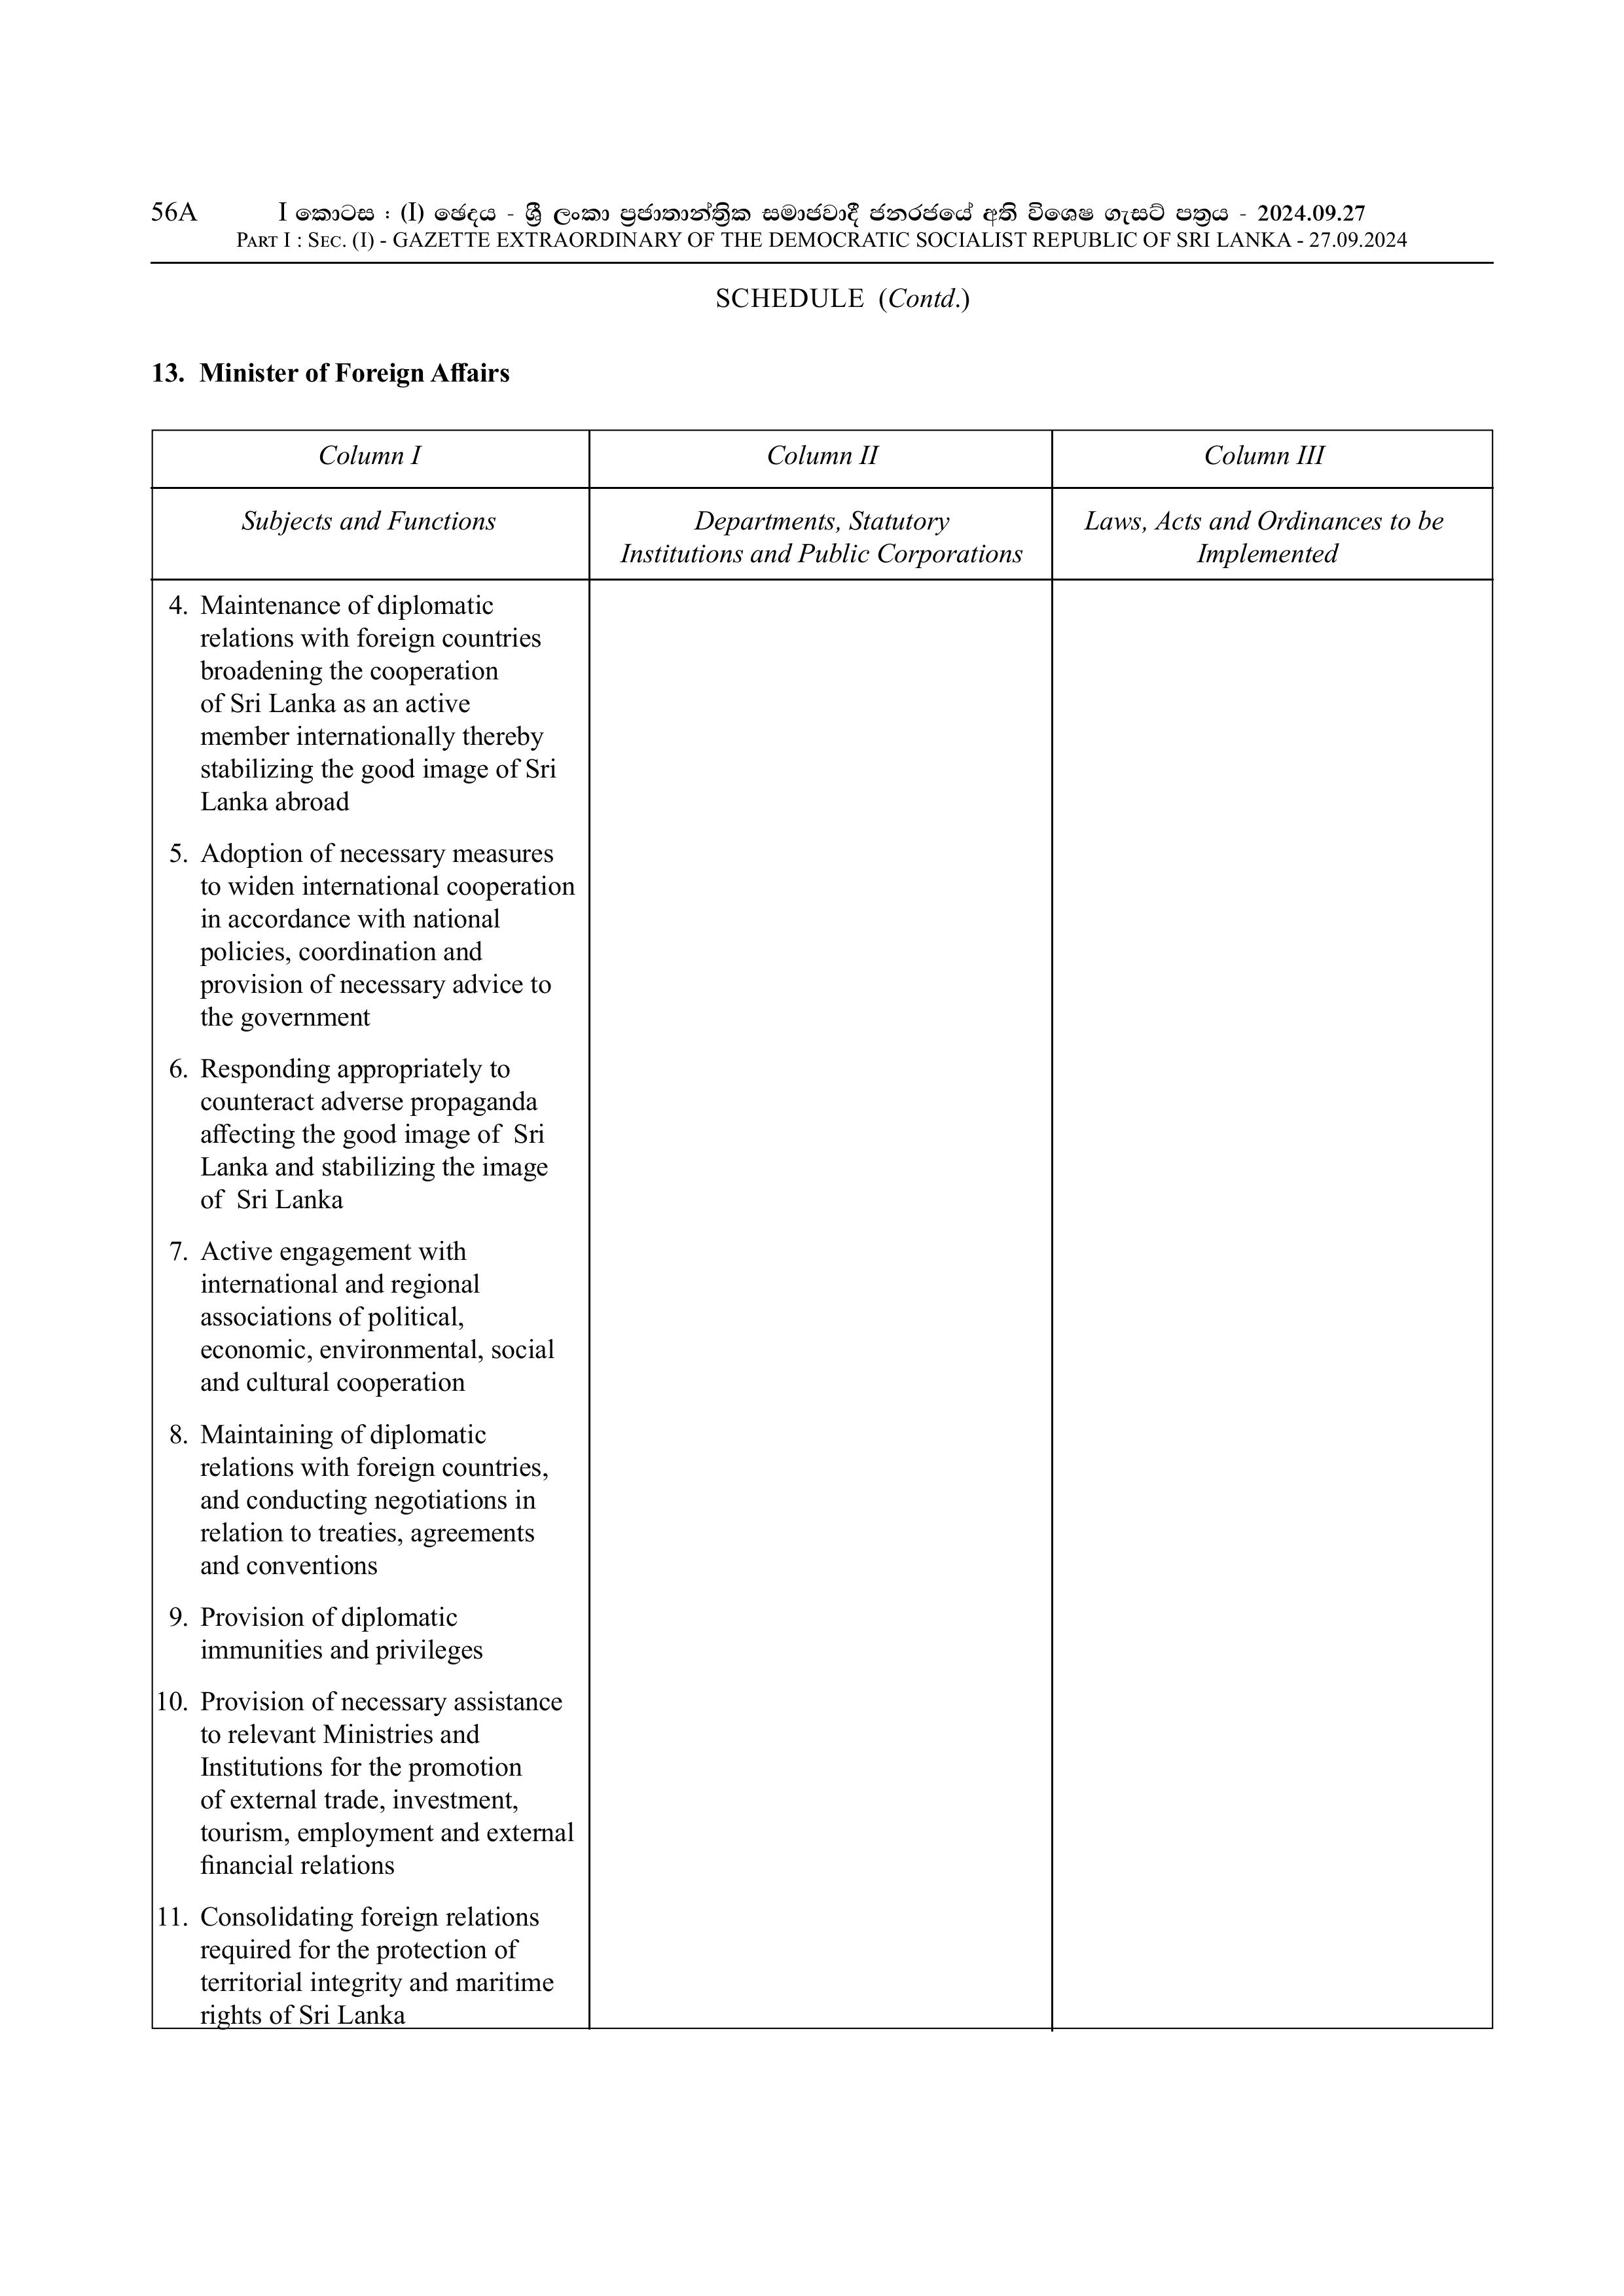 56A I කොටස : (I) ඡෙදය - ශ්‍රී ලංකා ප්‍රජාතාන්ත්‍රික සමාජවාදී ජනරජයේ අති විශෙෂ ගැසට් පත්‍රය - 2024.09.27
PART I : SEC. (I) - GAZETTE EXTRAORDINARY OF THE DEMOCRATIC SOCIALIST REPUBLIC OF SRI LANKA - 27.09.2024
SCHEDULE (Contd.)
13. Minister of Foreign Affairs
Column I Column II Column III
Subjects and Functions
Departments, Statutory
Institutions and Public Corporations
Laws, Acts and Ordinances to be
Implemented
4. Maintenance of diplomatic
relations with foreign countries
broadening the cooperation
of Sri Lanka as an active
member internationally thereby
stabilizing the good image of Sri
Lanka abroad
5. Adoption of necessary measures
to widen international cooperation
in accordance with national
policies, coordination and
provision of necessary advice to
the government
6. Responding appropriately to
counteract adverse propaganda
affecting the good image of Sri
Lanka and stabilizing the image
of Sri Lanka
7. Active engagement with
international and regional
associations of political,
economic, environmental, social
and cultural cooperation
8. Maintaining of diplomatic
relations with foreign countries,
and conducting negotiations in
relation to treaties, agreements
and conventions
9. Provision of diplomatic
immunities and privileges
10. Provision of necessary assistance
to relevant Ministries and
Institutions for the promotion
of external trade, investment,
tourism, employment and external
financial relations
11. Consolidating foreign relations
required for the protection of
territorial integrity and maritime
rights of Sri Lanka